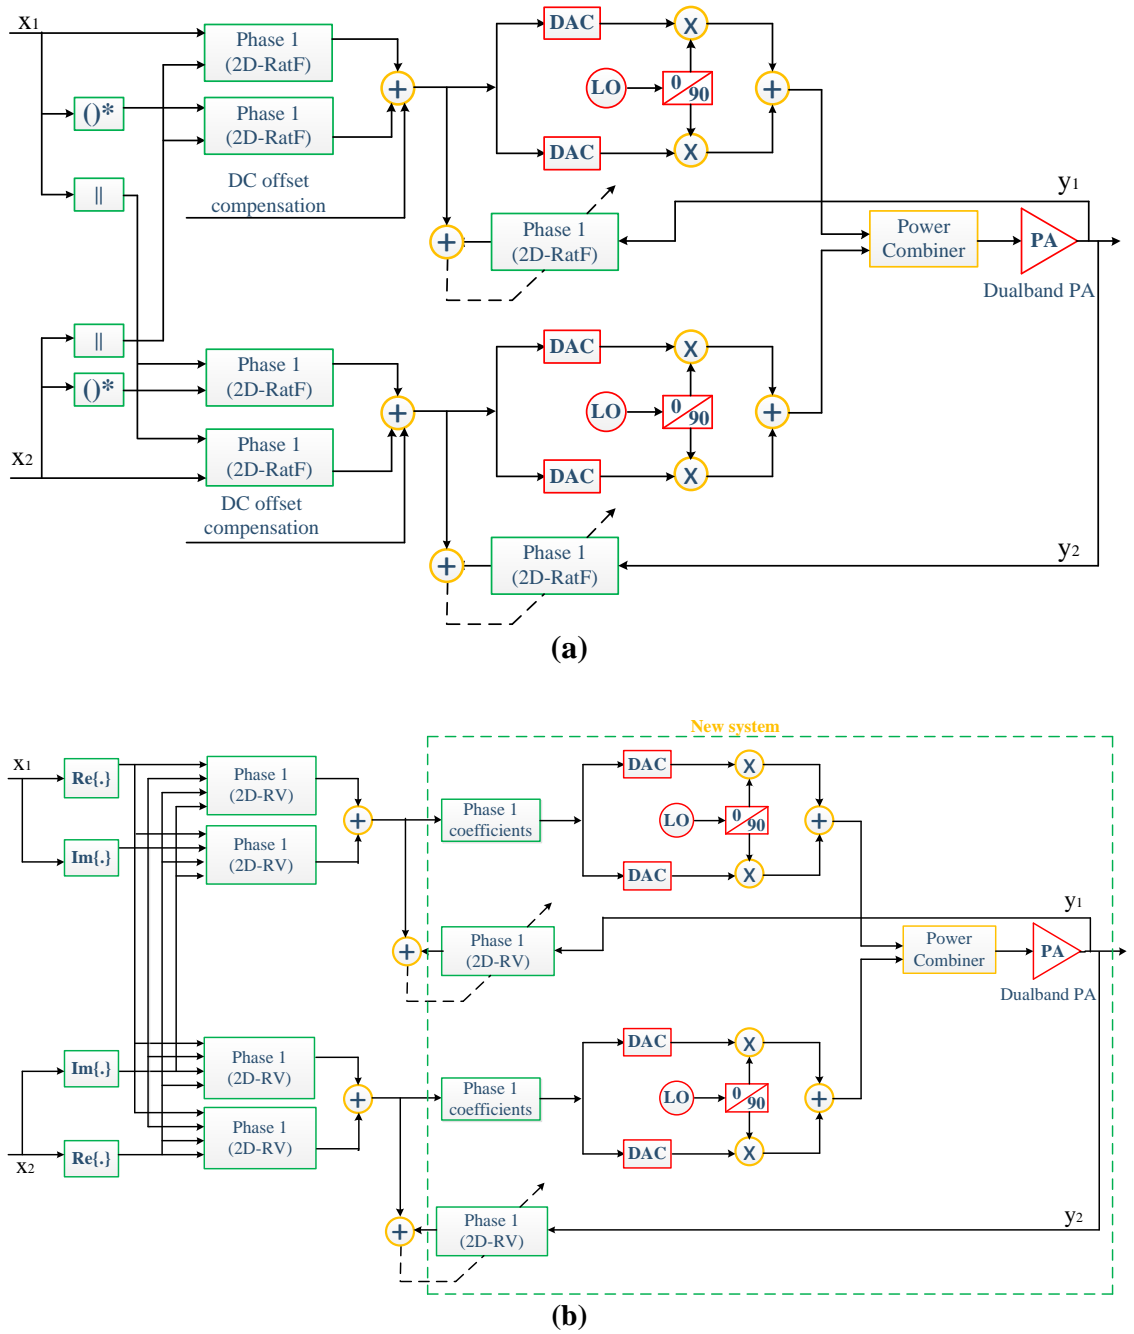 x1
Phase 1
(2D-RatF)
DAC
X
LO
0
90
+
()*
Phase 1
(2D-RatF)
+
DAC
X
||
DC offset
compensation
+
Phase 1
(2D-RatF)
y1
Power
Combiner
PA
Dualband PA
||
()*
Phase 1
(2D-RatF)
DAC
X
+
LO
0
90
+
x2
Phase 1
(2D-RatF)
DAC
X
DC offset
compensation
+
Phase 1
(2D-RatF)
y2
(a)
New system
x1
Re{.}
Phase 1
(2D-RV)
DAC
X
+
Phase 1
coefficients
LO
0
90
+
Im{.}
Phase 1
(2D-RV)
DAC
X
+
Phase 1
(2D-RV)
y1
Power
Combiner
PA
Dualband PA
Im{.}
Phase 1
(2D-RV)
DAC
X
+
Phase 1
coefficients
LO
0
90
+
x2
Re{.}
Phase 1
(2D-RV)
DAC
X
+
Phase 1
(2D-RV)
y2
(b)